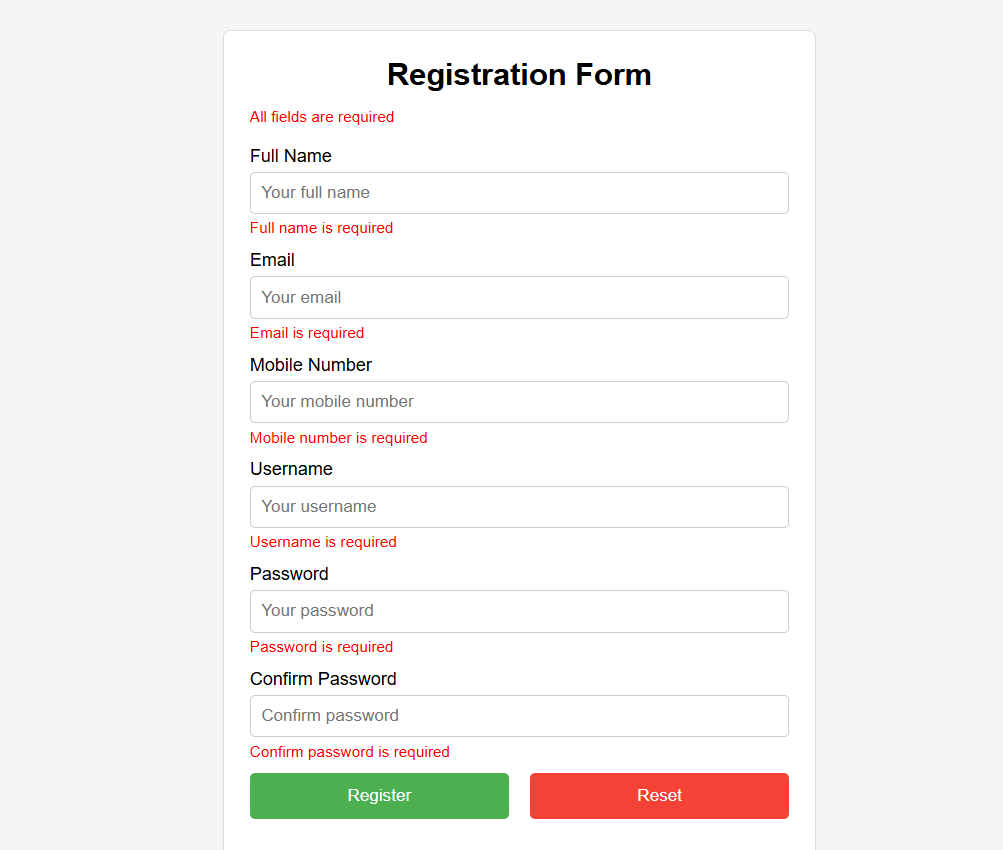 Registration Form
All fields are required
Full Name
Your full name
Full name is required
Email
Your email
Email is required
Mobile Number
Your mobile number
Mobile number is required
Username
Your username
Username is required
Password
Your password
Password is required
Confirm Password
Confirm password
Confirm password is required
Register Reset